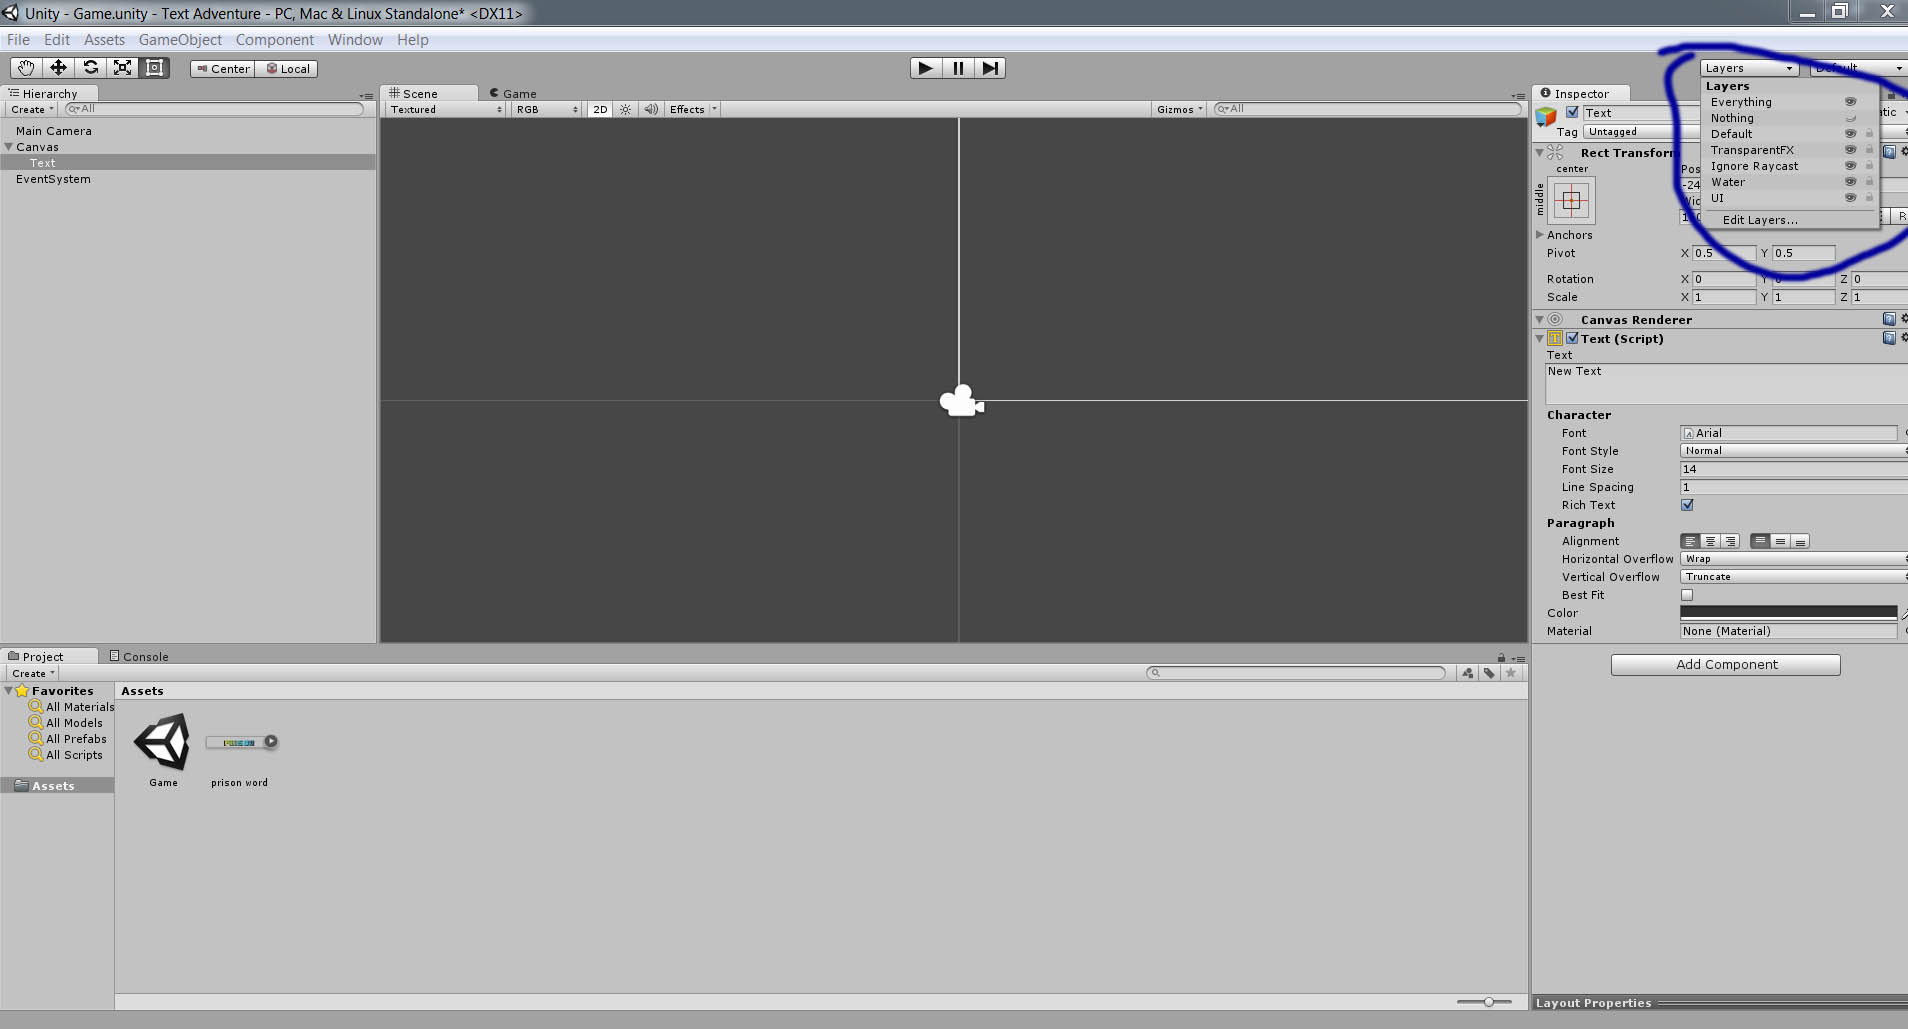 Unity - Game.unity - Text Adventure - PC, Mac & Linux Standalone* <DX11>
File Edit Assets GameObject Component Window Help
Center Local
Layers Default
Hierarchy
Create All
Main Camera
Canvas
Text
EventSystem
Scene Game
Textured RGB 2D Effects Gizmos All
Layers
Everything
Nothing
Default
TransparentFX
Ignore Raycast
Water
UI
Edit Layers...
Inspector
Text
Tag Untagged
Rect Transform
center
middle
-24
Anchors
Pivot X 0.5 Y 0.5
Rotation X 0 Y 0 Z 0
Scale X 1 Y 1 Z 1
Canvas Renderer
Text (Script)
Text
New Text
Character
Font Arial
Font Style Normal
Font Size 14
Line Spacing 1
Rich Text
Paragraph
Alignment
Horizontal Overflow Wrap
Vertical Overflow Truncate
Best Fit
Color
Material None (Material)
Add Component
Layout Properties
Project Console
Create
Favorites
All Materials
All Models
All Prefabs
All Scripts
Assets
Assets
Game
prison word